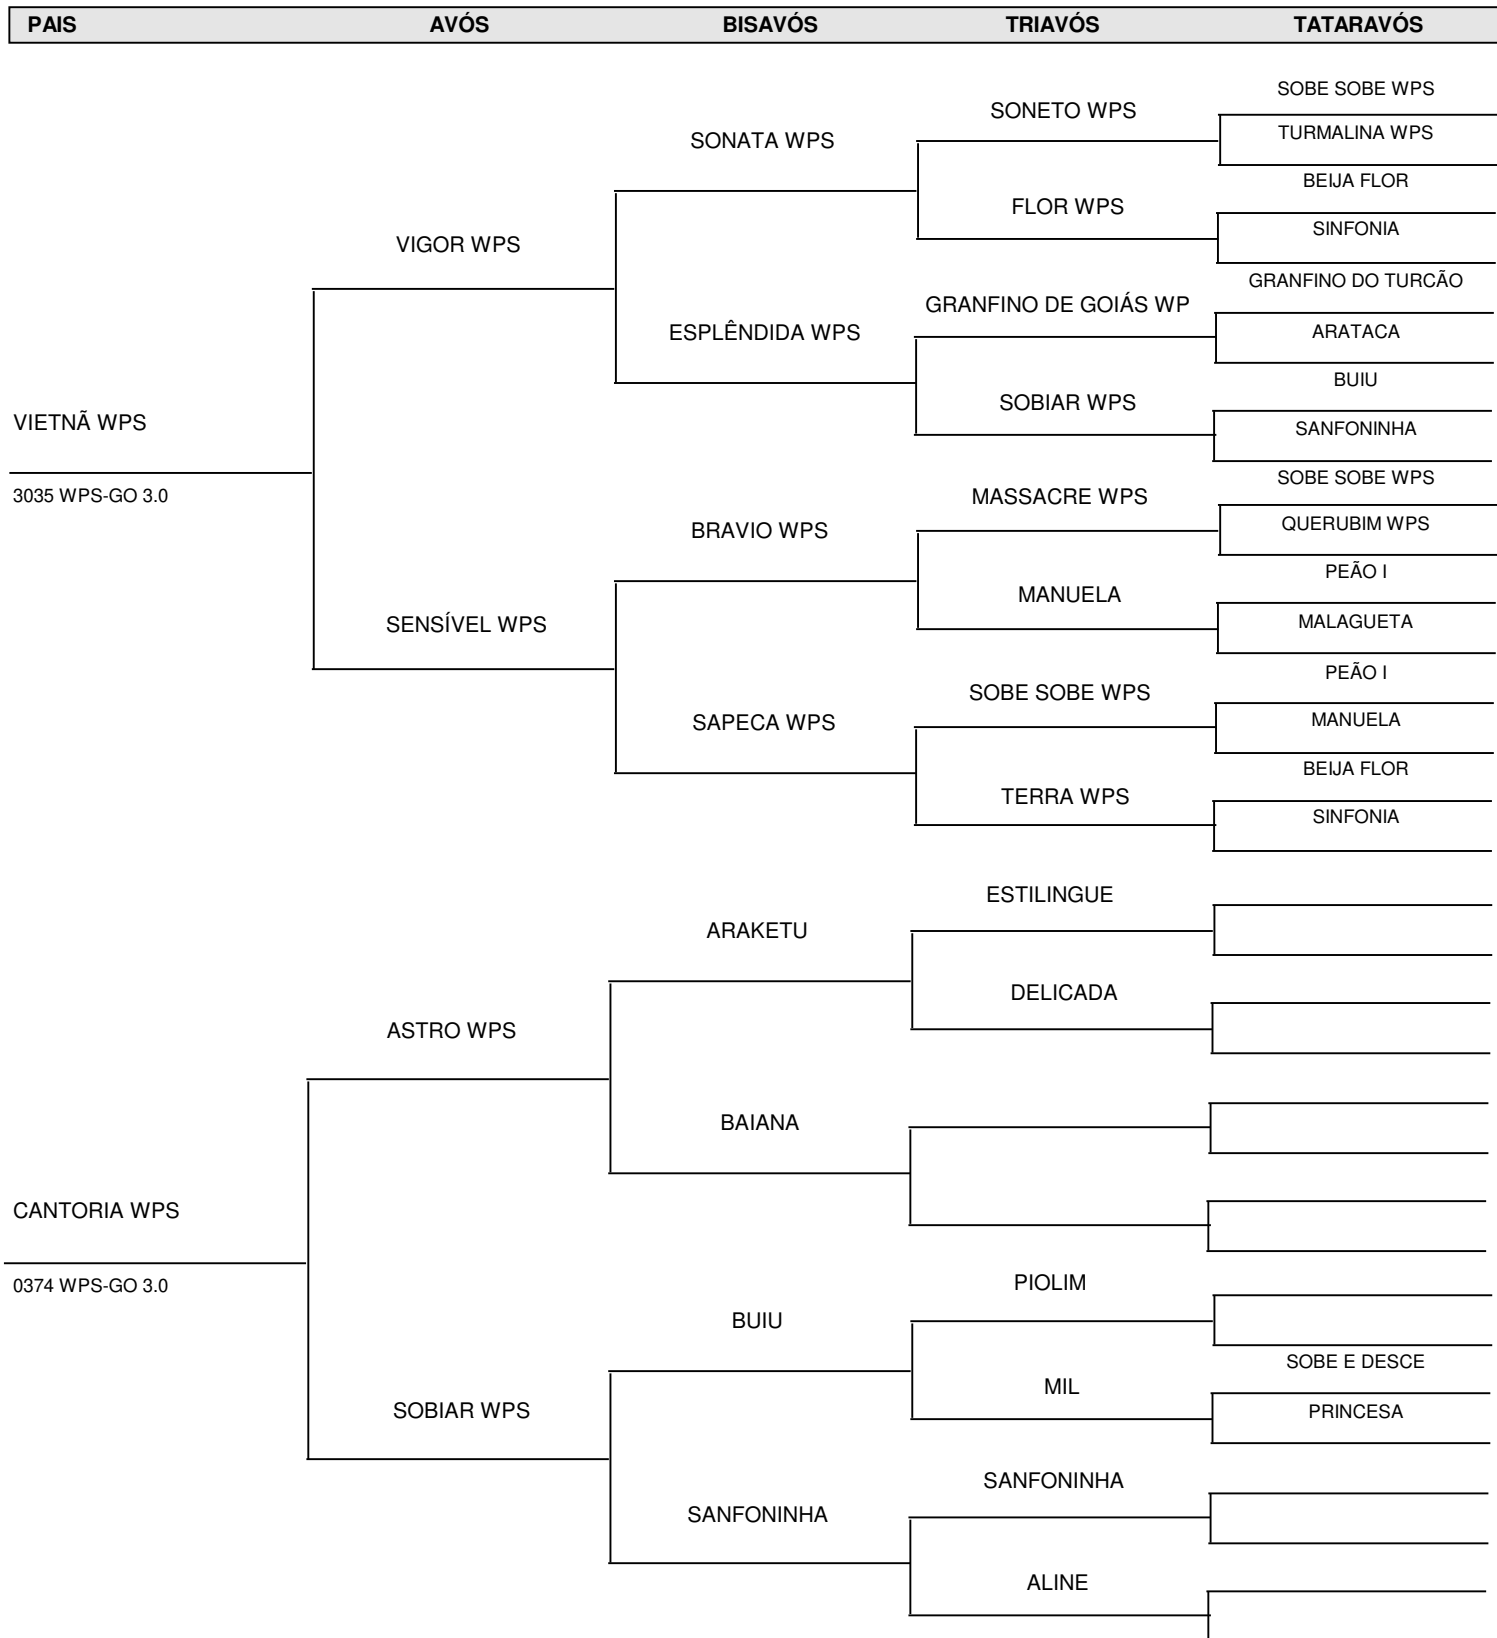 PAIS AVÓS BISAVÓS TRIAVÓS TATARAVÓS
SOBE SOBE WPS
SONETO WPS
TURMALINA WPS
SONATA WPS
BEIJA FLOR
FLOR WPS
SINFONIA
VIGOR WPS
GRANFINO DO TURCÃO
GRANFINO DE GOIÁS WP
ARATACA
ESPLÊNDIDA WPS
BUIU
SOBIAR WPS
VIETNÃ WPS
SANFONINHA
SOBE SOBE WPS
3035 WPS-GO 3.0
MASSACRE WPS
QUERUBIM WPS
BRAVIO WPS
PEÃO I
MANUELA
MALAGUETA
SENSÍVEL WPS
PEÃO I
SOBE SOBE WPS
MANUELA
SAPECA WPS
BEIJA FLOR
TERRA WPS
SINFONIA
ESTILINGUE
ARAKETU
DELICADA
ASTRO WPS
BAIANA
CANTORIA WPS
0374 WPS-GO 3.0
PIOLIM
BUIU
SOBE E DESCE
MIL
SOBIAR WPS
PRINCESA
SANFONINHA
SANFONINHA
ALINE